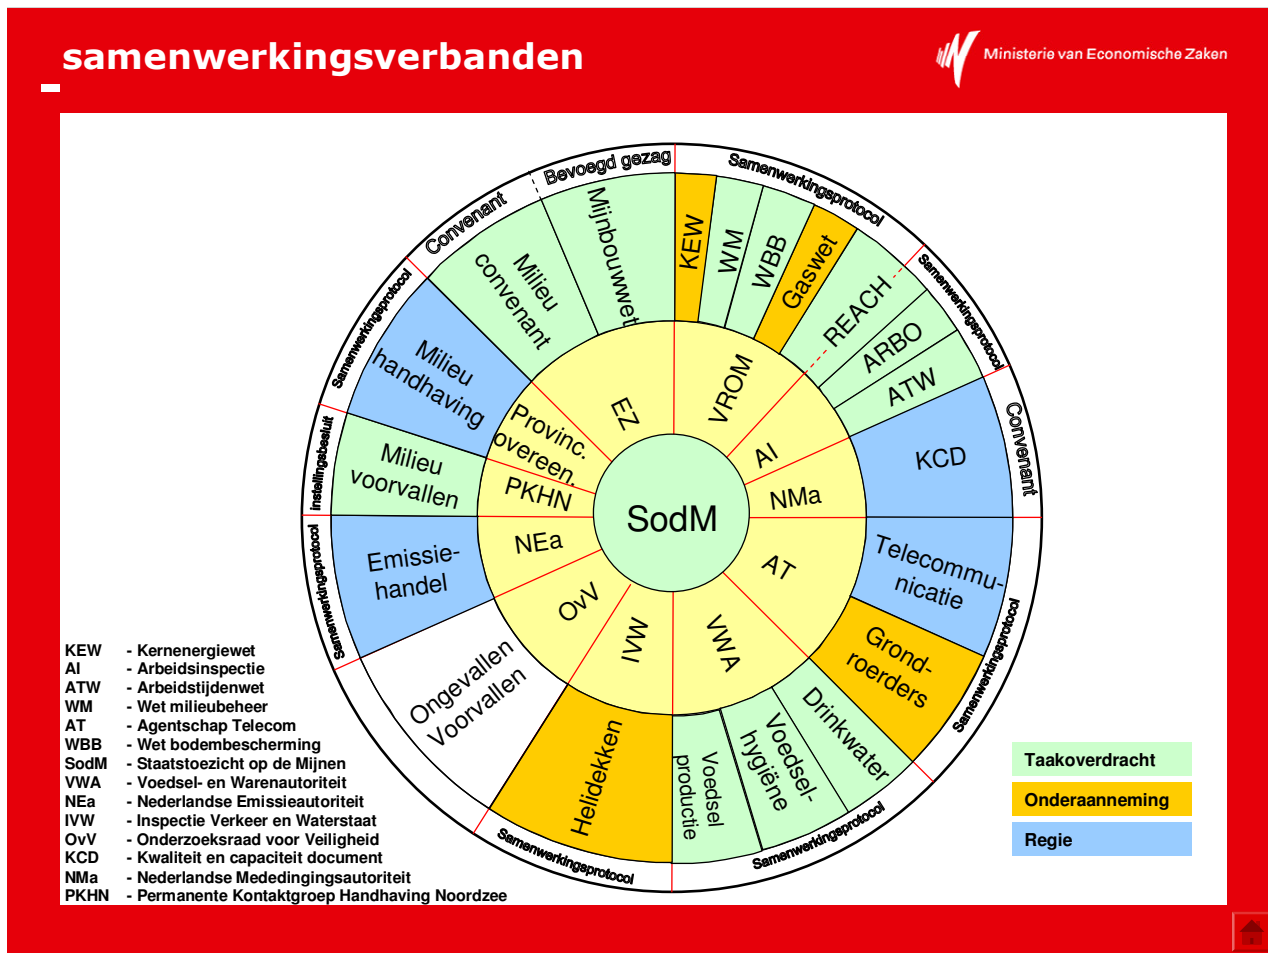 samenwerkingsverbanden
Ministerie van Economische Zaken
Bevoegd gezag
Samenwerkingsprotocol
Convenant
Samenwerkingsprotocol
Samenwerkingsprotocol
Convenant
instellingsbesluit
Samenwerkingsprotocol
Samenwerkingsprotocol
Samenwerkingsprotocol
Samenwerkingsprotocol
Mijnbouwwet
KEW
WM
WBB
Gaswet
REACH
ARBO
ATW
KCD
Telecommu-
nicatie
Grond-
roerders
Drinkwater
Voedsel-
hygiëne
Voedsel
productie
Helidekken
Ongevallen
Voorvallen
Emissie-
handel
Milieu
voorvallen
Milieu
handhaving
Milieu
convenant
EZ
VROM
AI
NMa
AT
VWA
IVW
OvV
NEa
PKHN
Provinc.
overeen.
SodM
KEW - Kernenergiewet
AI - Arbeidsinspectie
ATW - Arbeidstijdenwet
WM - Wet milieubeheer
AT - Agentschap Telecom
WBB - Wet bodembescherming
SodM - Staatstoezicht op de Mijnen
VWA - Voedsel- en Warenautoriteit
NEa - Nederlandse Emissieautoriteit
IVW - Inspectie Verkeer en Waterstaat
OvV - Onderzoeksraad voor Veiligheid
KCD - Kwaliteit en capaciteit document
NMa - Nederlandse Mededingingsautoriteit
PKHN - Permanente Kontaktgroep Handhaving Noordzee
Taakoverdracht
Onderaanneming
Regie